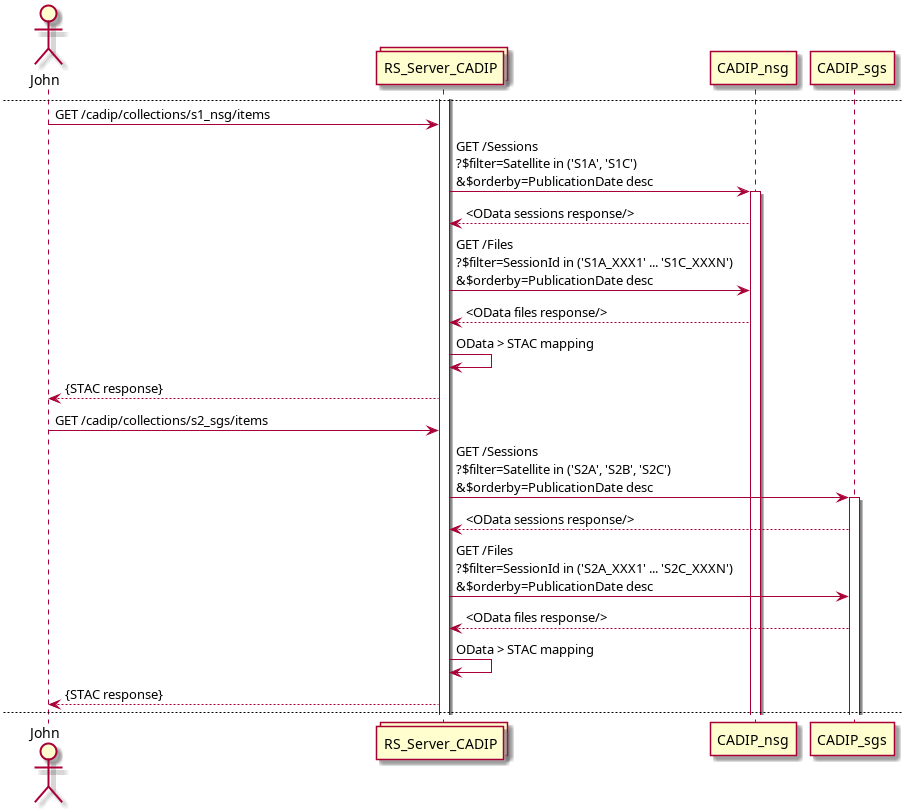 John
RS_Server_CADIP
CADIP_nsg
CADIP_sgs
GET /cadip/collections/s1_nsg/items
GET /Sessions
?$filter=Satellite in ('S1A', 'S1C')
&$orderby=PublicationDate desc
<OData sessions response/>
GET /Files
?$filter=SessionId in ('S1A_XXX1' ... 'S1C_XXXN')
&$orderby=PublicationDate desc
<OData files response/>
OData > STAC mapping
{STAC response}
GET /cadip/collections/s2_sgs/items
GET /Sessions
?$filter=Satellite in ('S2A', 'S2B', 'S2C')
&$orderby=PublicationDate desc
<OData sessions response/>
GET /Files
?$filter=SessionId in ('S2A_XXX1' ... 'S2C_XXXN')
&$orderby=PublicationDate desc
<OData files response/>
OData > STAC mapping
{STAC response}
John
RS_Server_CADIP
CADIP_nsg
CADIP_sgs